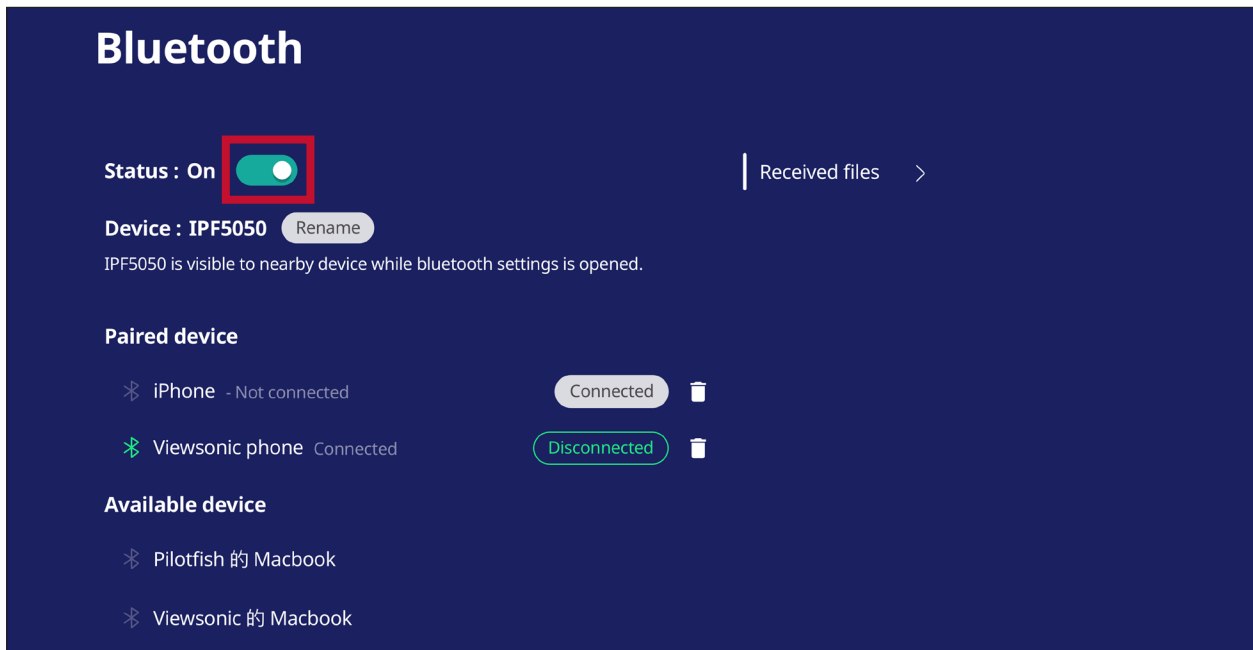 Bluetooth
Status : On
Received files
Device : IPF5050 Rename
IPF5050 is visible to nearby device while bluetooth settings is opened.
Paired device
iPhone - Not connected Connected
Viewsonic phone Connected Disconnected
Available device
Pilotfish 的 Macbook
Viewsonic 的 Macbook